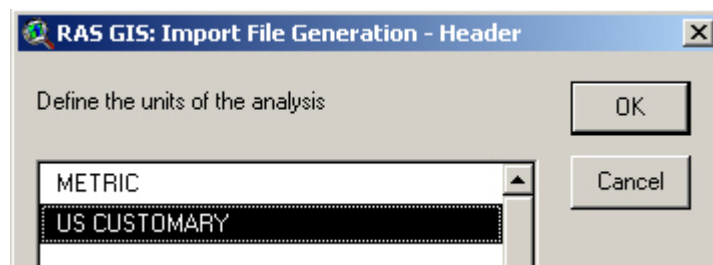 RAS GIS: Import File Generation - Header
Define the units of the analysis
OK
METRIC
Cancel
US CUSTOMARY